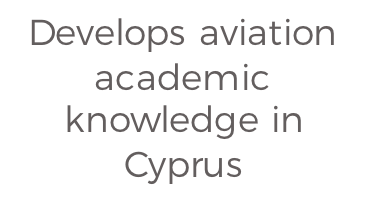 Develops aviation
academic
knowledge in
Cyprus